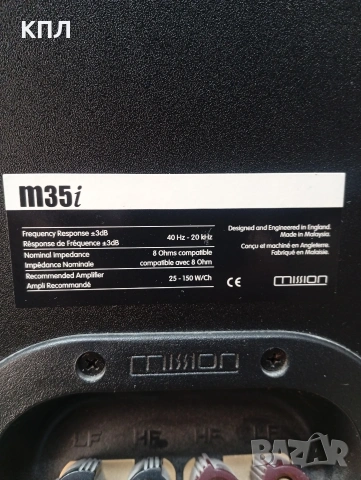 КПЛ
m35i
Frequency Response ±3dB
Résponse de Fréquence ±3dB
40 Hz - 20 kHz
Nominal Impedance
Impédance Nominale
8 Ohms compatible
compatible avec 8 Ohm
Recommended Amplifier
Ampli Recommandé
25 - 150 W/Ch
Designed and Engineered in England.
Made in Malaysia.
Conçu et machiné en Angleterre.
Fabriqué en Malaisie.
CE
mission
mission
LF HF HF LF
BAZAR